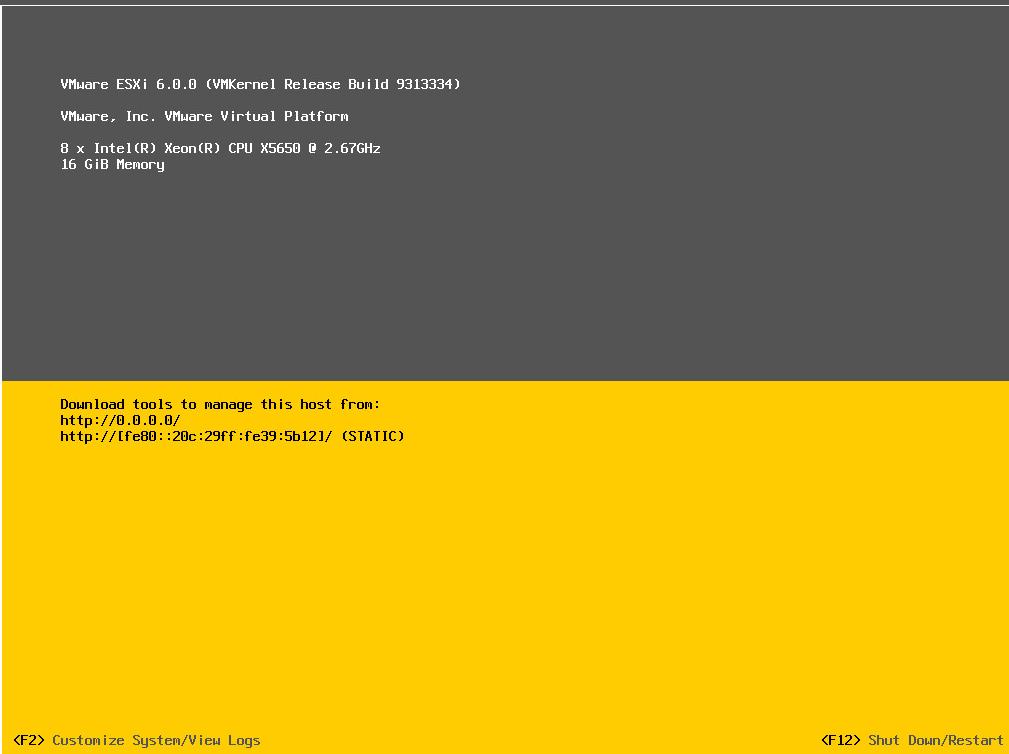 VMware ESXi 6.0.0 (VMKernel Release Build 9313334)
VMware, Inc. VMware Virtual Platform
8 x Intel(R) Xeon(R) CPU X5650 @ 2.67GHz
16 GiB Memory
Download tools to manage this host from:
http://0.0.0.0/
http://[fe80::20c:29ff:fe39:5b12]/ (STATIC)
<F2> Customize System/View Logs
<F12> Shut Down/Restart